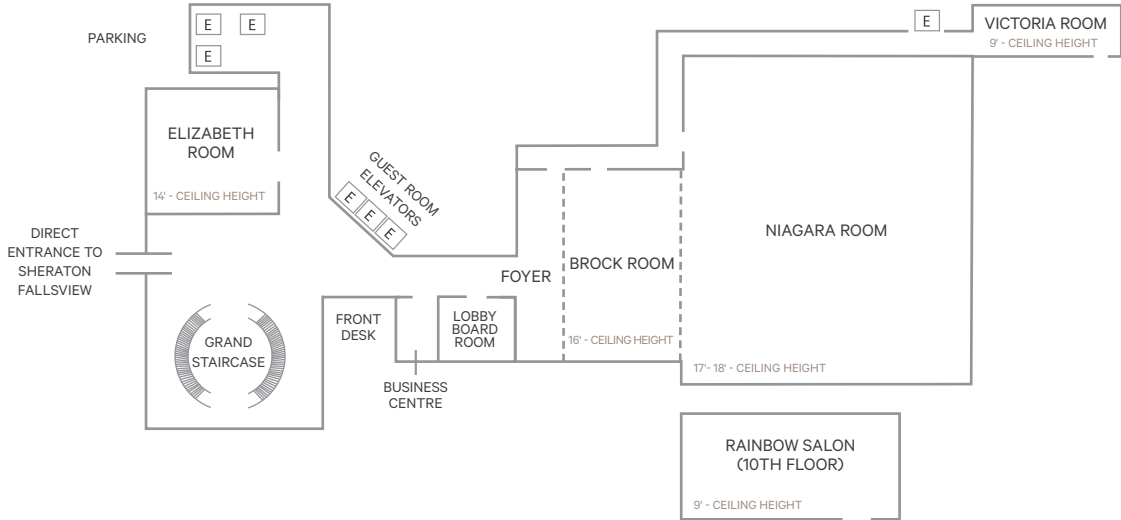 E
E
E
PARKING
E
VICTORIA ROOM
9' - CEILING HEIGHT
ELIZABETH
ROOM
14' - CEILING HEIGHT
GUEST ROOM
ELEVATORS
E
E
E
DIRECT
ENTRANCE TO
SHERATON
FALLSVIEW
NIAGARA ROOM
17'- 18' - CEILING HEIGHT
FOYER
BROCK ROOM
16' - CEILING HEIGHT
FRONT
DESK
LOBBY
BOARD
ROOM
GRAND
STAIRCASE
BUSINESS
CENTRE
RAINBOW SALON
(10TH FLOOR)
9' - CEILING HEIGHT